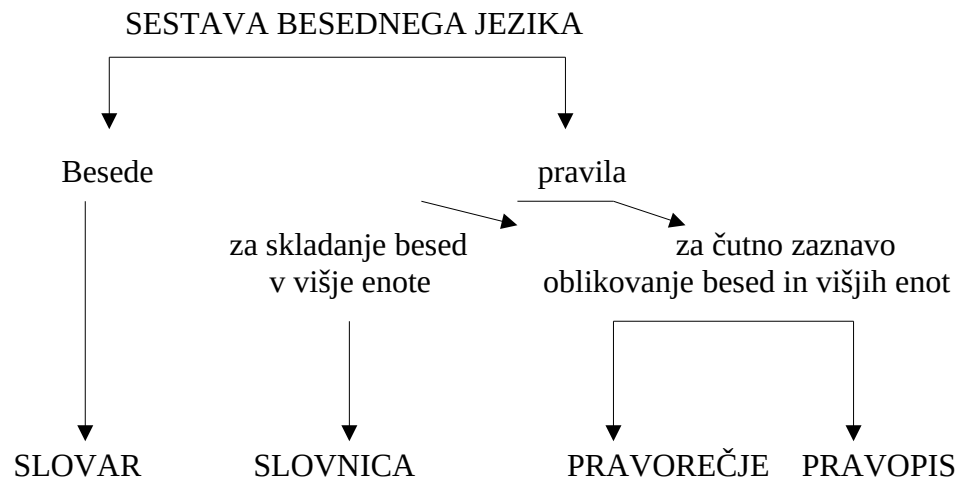 SESTAVA BESEDNEGA JEZIKA
Besede
pravila
za skladanje besed
v višje enote
za čutno zaznavo
oblikovanje besed in višjih enot
SLOVAR
SLOVNICA
PRAVOREČJE
PRAVOPIS